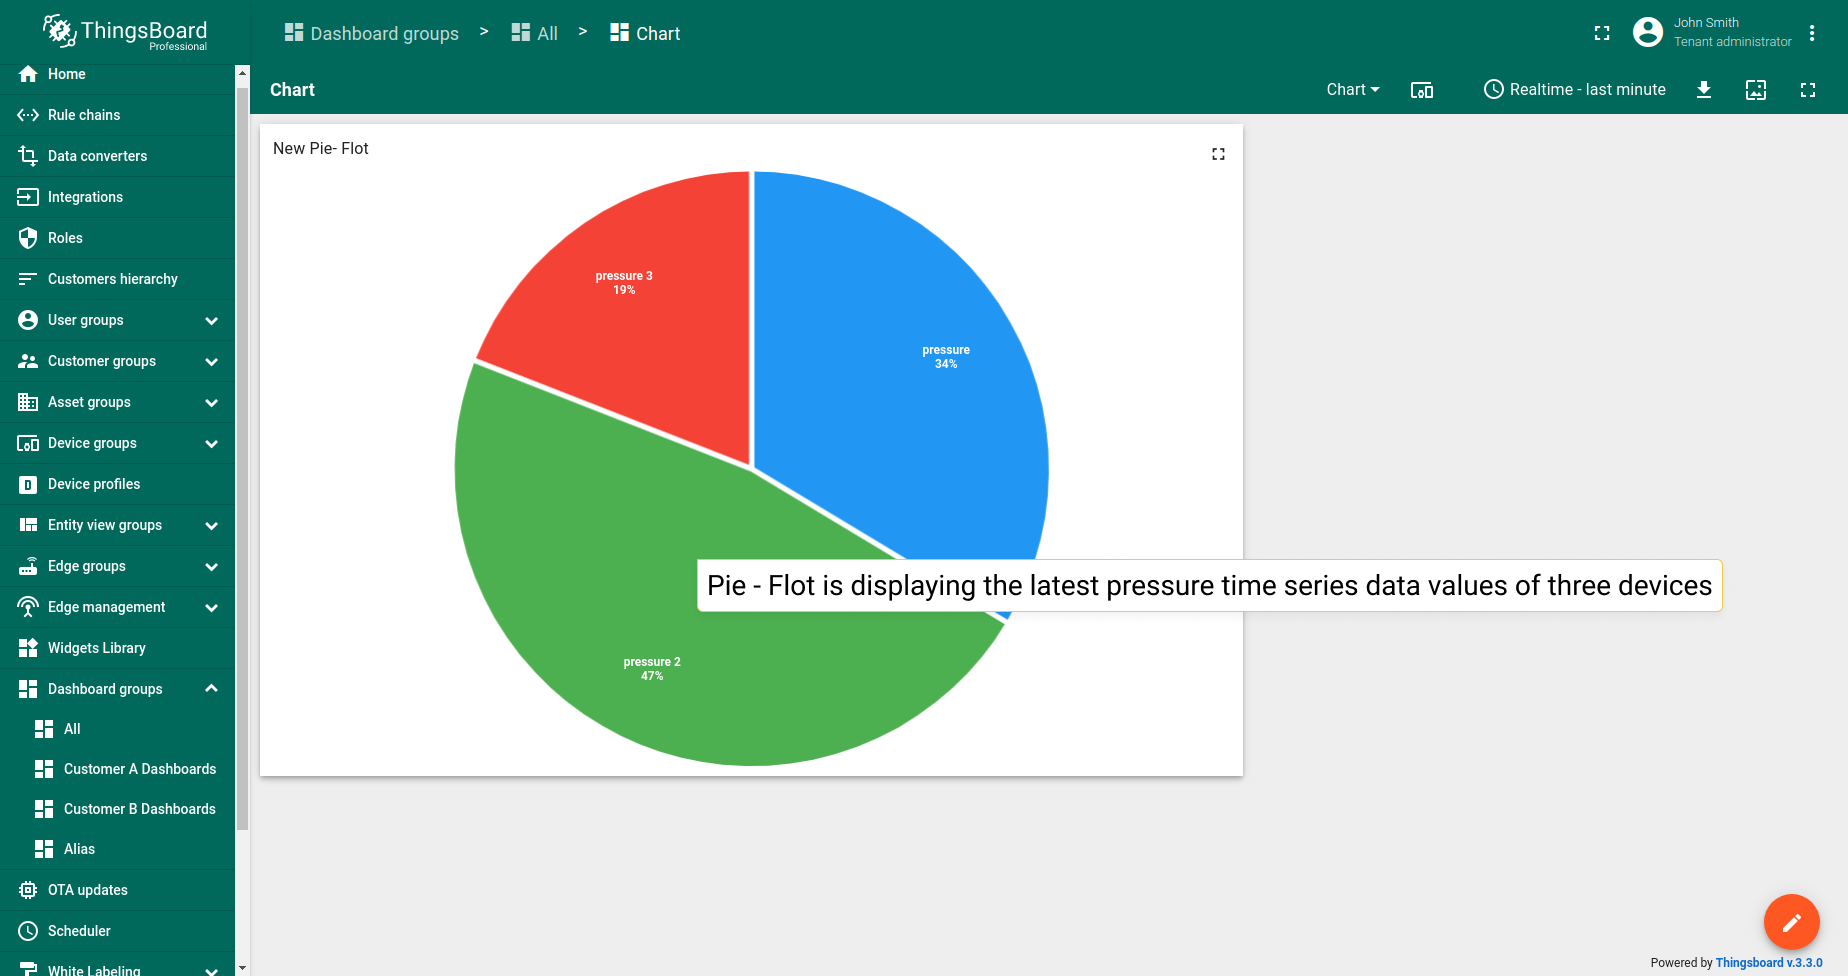 ThingsBoard
Professional
Dashboard groups > All > Chart
John Smith
Tenant administrator
Home
Rule chains
Data converters
Integrations
Roles
Customers hierarchy
User groups
Customer groups
Asset groups
Device groups
Device profiles
Entity view groups
Edge groups
Edge management
Widgets Library
Dashboard groups
All
Customer A Dashboards
Customer B Dashboards
Alias
OTA updates
Scheduler
White Labeling
Chart
Chart
Realtime - last minute
New Pie- Flot
pressure 3
19%
pressure
34%
Pie - Flot is displaying the latest pressure time series data values of three devices
pressure 2
47%
Powered by Thingsboard v.3.3.0